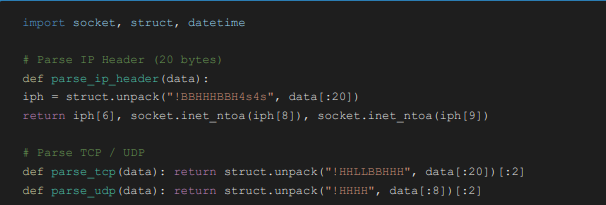 import socket, struct, datetime
# Parse IP Header (20 bytes)
def parse_ip_header(data):
iph = struct.unpack("!BBHHHBBH4s4s", data[:20])
return iph[6], socket.inet_ntoa(iph[8]), socket.inet_ntoa(iph[9])
# Parse TCP / UDP
def parse_tcp(data): return struct.unpack("!HHLLBBHHH", data[:20])[:2]
def parse_udp(data): return struct.unpack("!HHHH", data[:8])[:2]